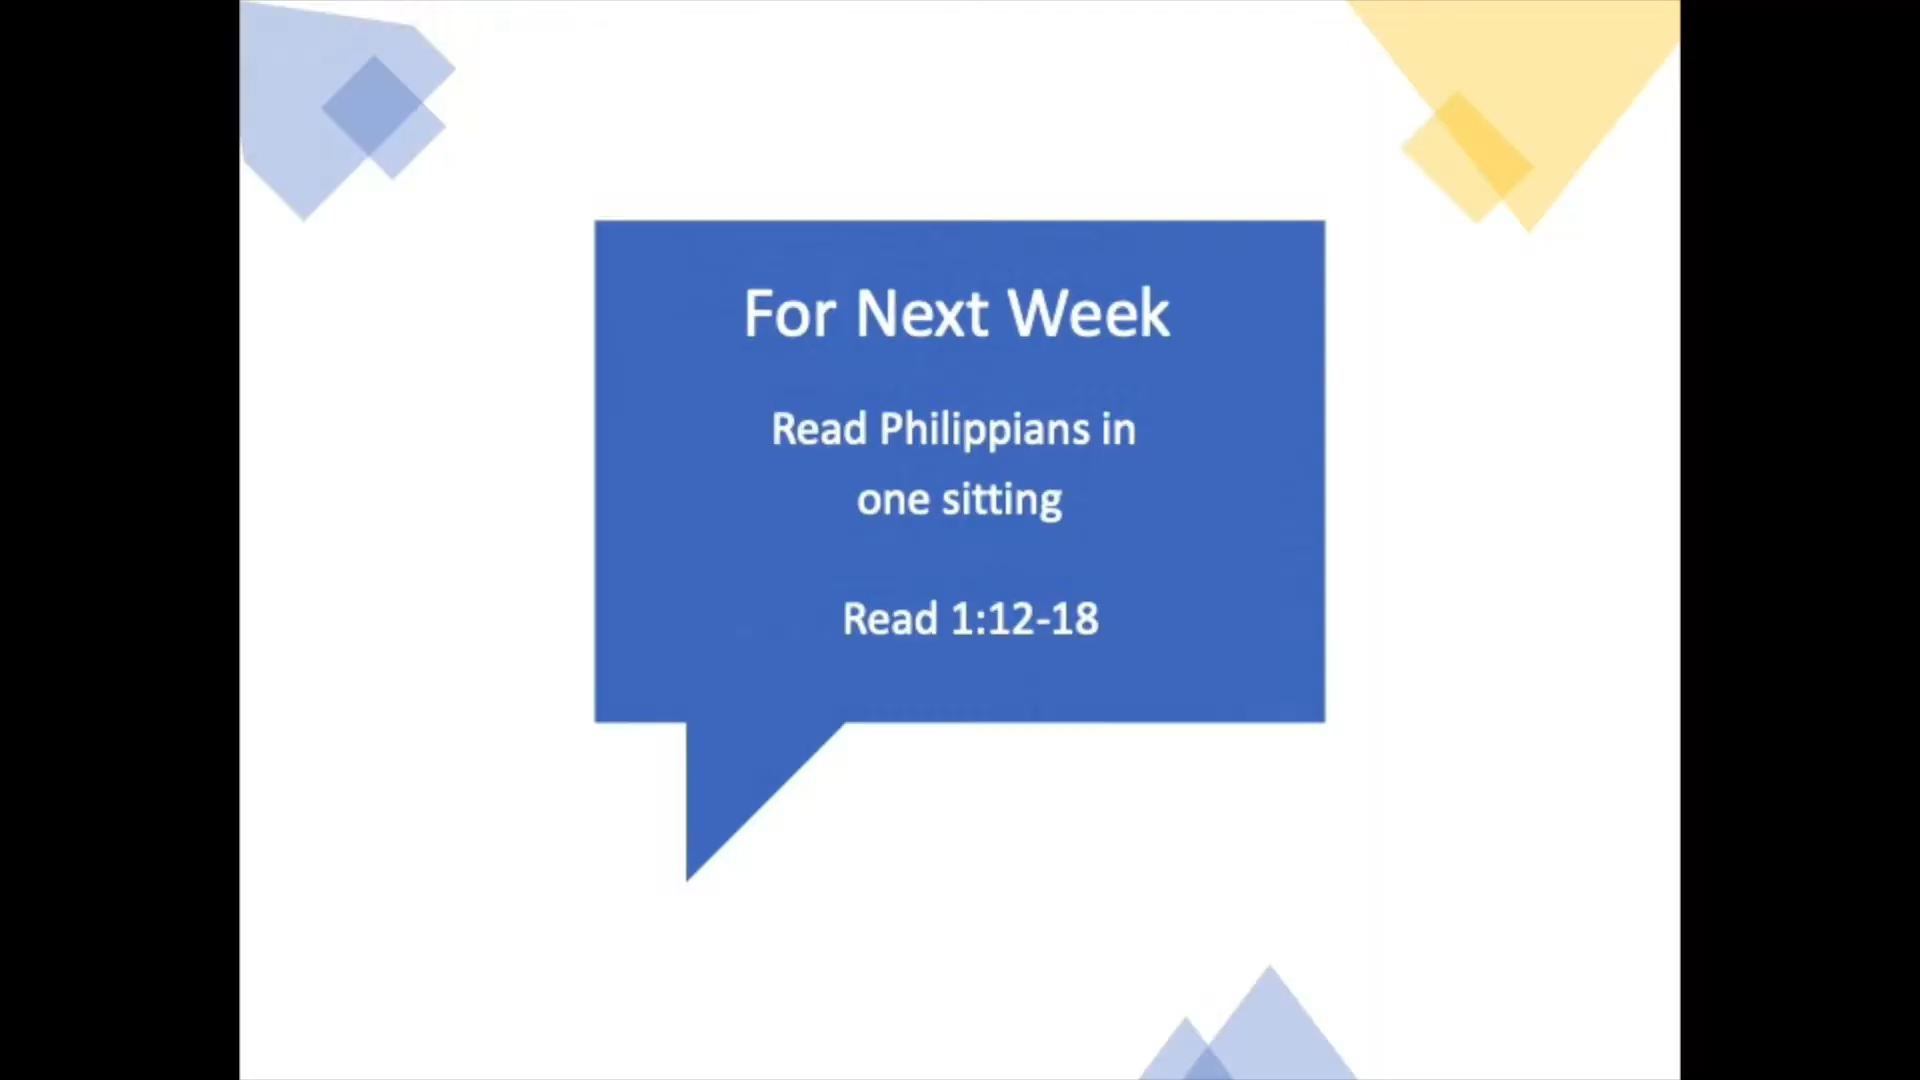 For Next Week
Read Philippians in
one sitting
Read 1:12-18